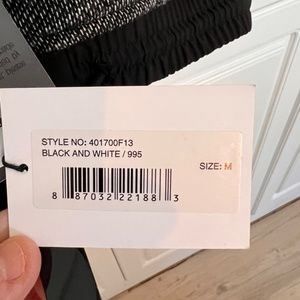 STYLE NO: 401700F13
BLACK AND WHITE / 995
SIZE: M
8 87032 22188 3